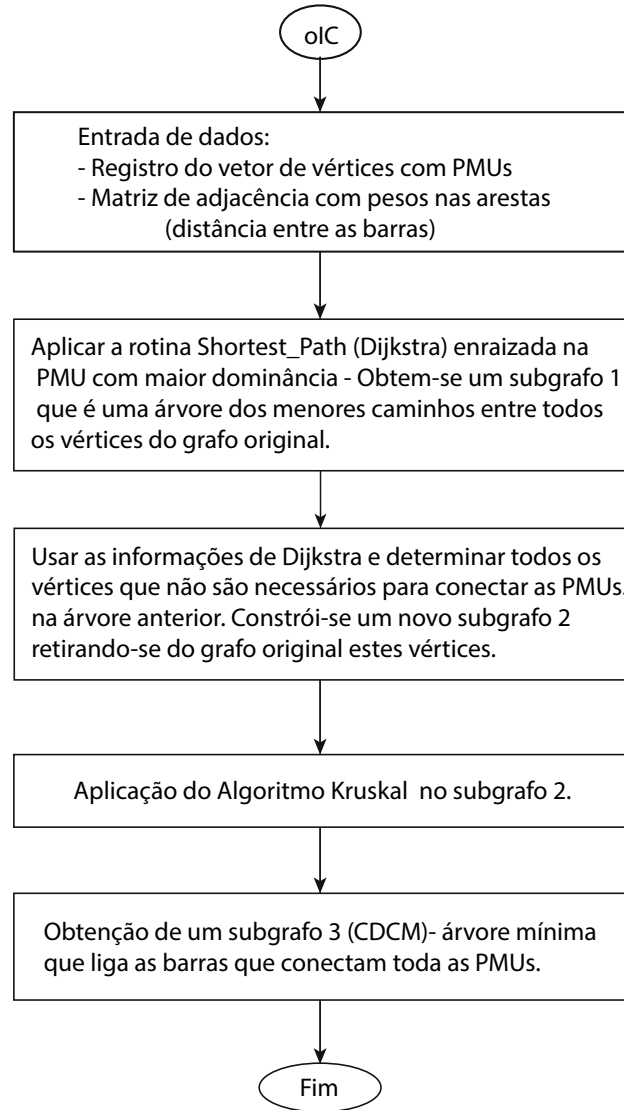 oIC
Entrada de dados:
- Registro do vetor de vértices com PMUs
- Matriz de adjacência com pesos nas arestas
(distância entre as barras)
Aplicar a rotina Shortest_Path (Dijkstra) enraizada na
PMU com maior dominância - Obtem-se um subgrafo 1
que é uma árvore dos menores caminhos entre todos
os vértices do grafo original.
Usar as informações de Dijkstra e determinar todos os
vértices que não são necessários para conectar as PMUs.
na árvore anterior. Constrói-se um novo subgrafo 2
retirando-se do grafo original estes vértices.
Aplicação do Algoritmo Kruskal no subgrafo 2.
Obtenção de um subgrafo 3 (CDCM)- árvore mínima
que liga as barras que conectam toda as PMUs.
Fim